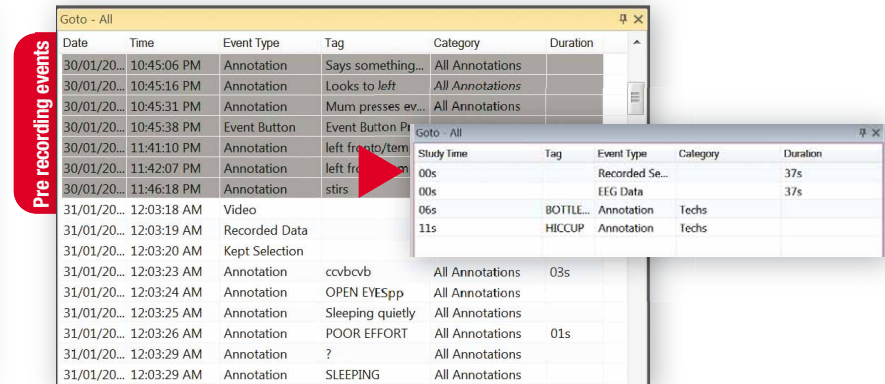 Pre recording events
Goto - All
Date Time Event Type Tag Category Duration
30/01/20... 10:45:06 PM Annotation Says something... All Annotations
30/01/20... 10:45:16 PM Annotation Looks to left All Annotations
30/01/20... 10:45:31 PM Annotation Mum presses ev... All Annotations
30/01/20... 10:45:38 PM Event Button Event Button Pr
30/01/20... 11:41:10 PM Annotation left fronto/tem
30/01/20... 11:42:07 PM Annotation left
30/01/20... 11:46:18 PM Annotation stirs
31/01/20... 12:03:18 AM Video
31/01/20... 12:03:19 AM Recorded Data
31/01/20... 12:03:20 AM Kept Selection
31/01/20... 12:03:23 AM Annotation ccvbcvb All Annotations 03s
31/01/20... 12:03:24 AM Annotation OPEN EYESpp All Annotations
31/01/20... 12:03:25 AM Annotation Sleeping quietly All Annotations
31/01/20... 12:03:26 AM Annotation POOR EFFORT All Annotations 01s
31/01/20... 12:03:29 AM Annotation ? All Annotations
31/01/20... 12:03:29 AM Annotation SLEEPING All Annotations
Goto - All
Study Time Tag Event Type Category Duration
00s Recorded Se... 37s
00s EEG Data 37s
06s BOTTLE... Annotation Techs
11s HICCUP Annotation Techs